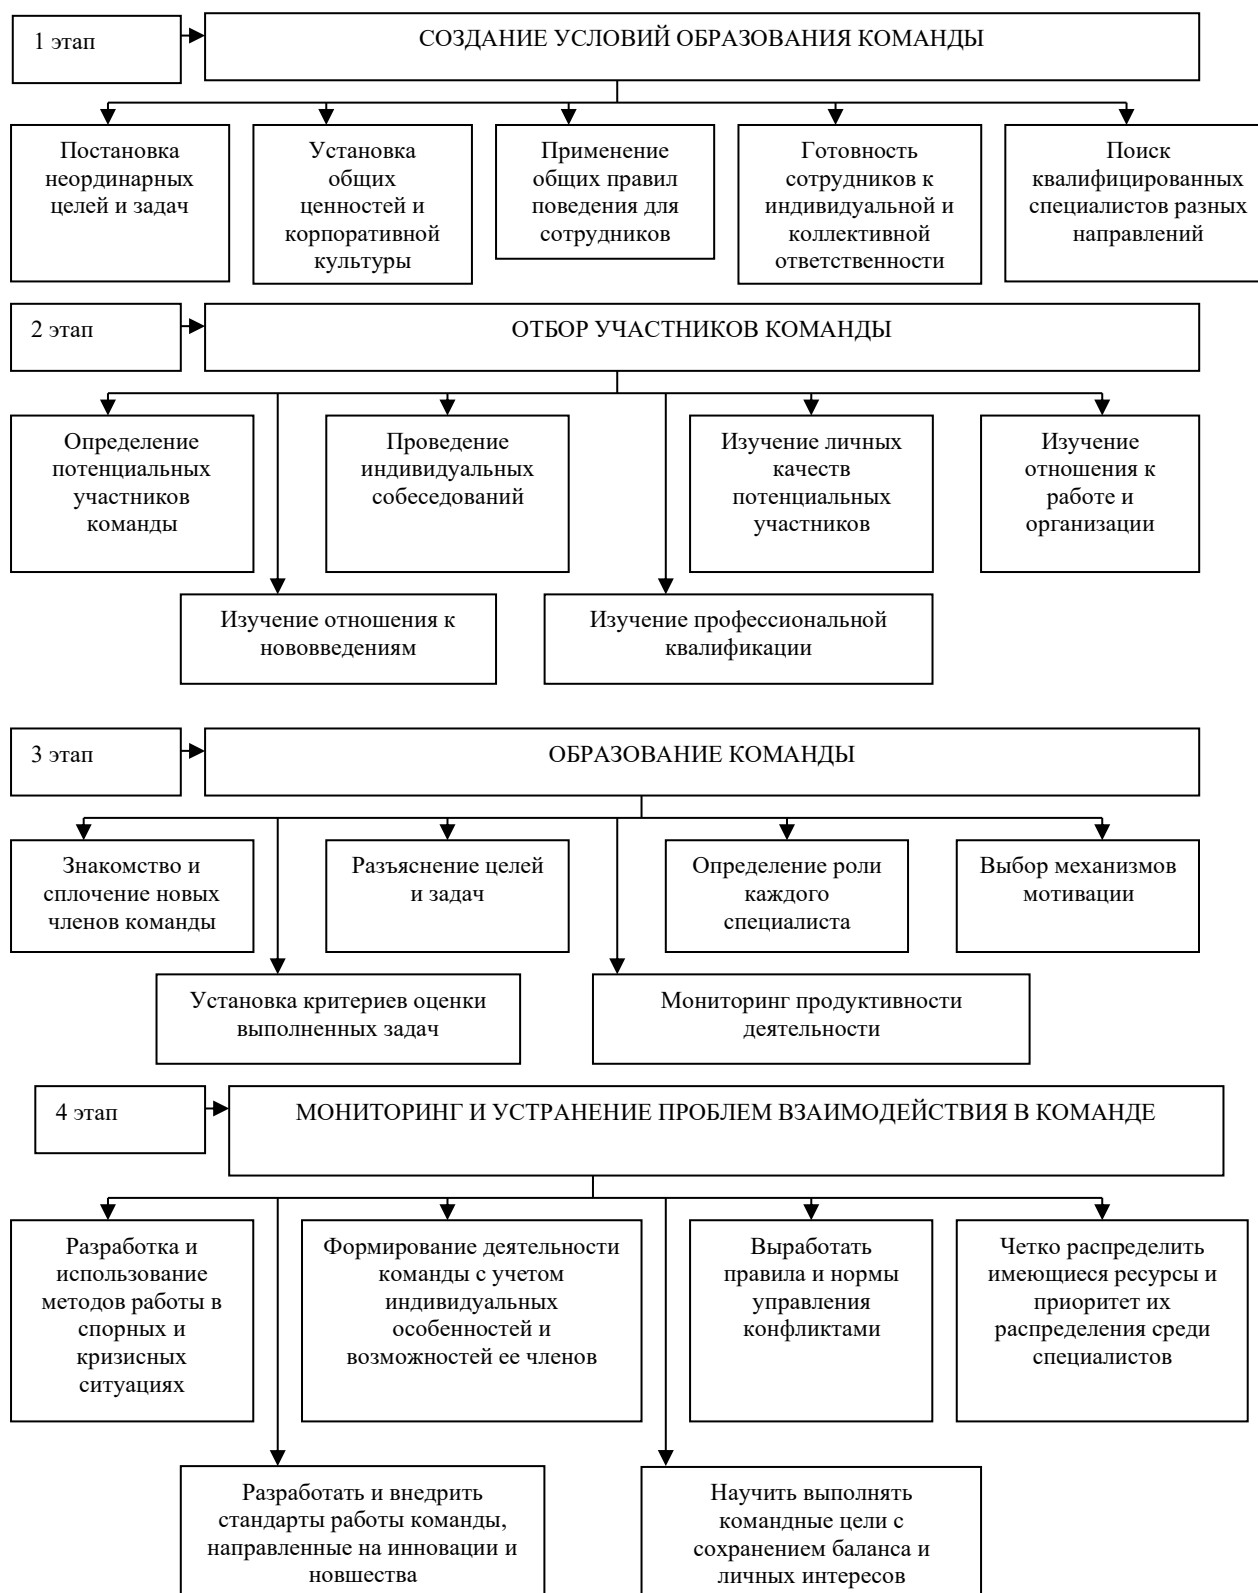 1 этап
СОЗДАНИЕ УСЛОВИЙ ОБРАЗОВАНИЯ КОМАНДЫ
Постановка
неординарных
целей и задач
Установка
общих
ценностей и
корпоративной
культуры
Применение
общих правил
поведения для
сотрудников
Готовность
сотрудников к
индивидуальной и
коллективной
ответственности
Поиск
квалифицированных
специалистов разных
направлений
2 этап
ОТБОР УЧАСТНИКОВ КОМАНДЫ
Определение
потенциальных
участников
команды
Проведение
индивидуальных
собеседований
Изучение личных
качеств
потенциальных
участников
Изучение
отношения к
работе и
организации
Изучение отношения к
нововведениям
Изучение профессиональной
квалификации
3 этап
ОБРАЗОВАНИЕ КОМАНДЫ
Знакомство и
сплочение новых
членов команды
Разъяснение целей
и задач
Определение роли
каждого
специалиста
Выбор механизмов
мотивации
Установка критериев оценки
выполненных задач
Мониторинг продуктивности
деятельности
4 этап
МОНИТОРИНГ И УСТРАНЕНИЕ ПРОБЛЕМ ВЗАИМОДЕЙСТВИЯ В КОМАНДЕ
Разработка и
использование
методов работы в
спорных и
кризисных
ситуациях
Формирование деятельности
команды с учетом
индивидуальных
особенностей и
возможностей ее членов
Выработать
правила и нормы
управления
конфликтами
Четко распределить
имеющиеся ресурсы и
приоритет их
распределения среди
специалистов
Разработать и внедрить
стандарты работы команды,
направленные на инновации и
новшества
Научить выполнять
командные цели с
сохранением баланса и
личных интересов